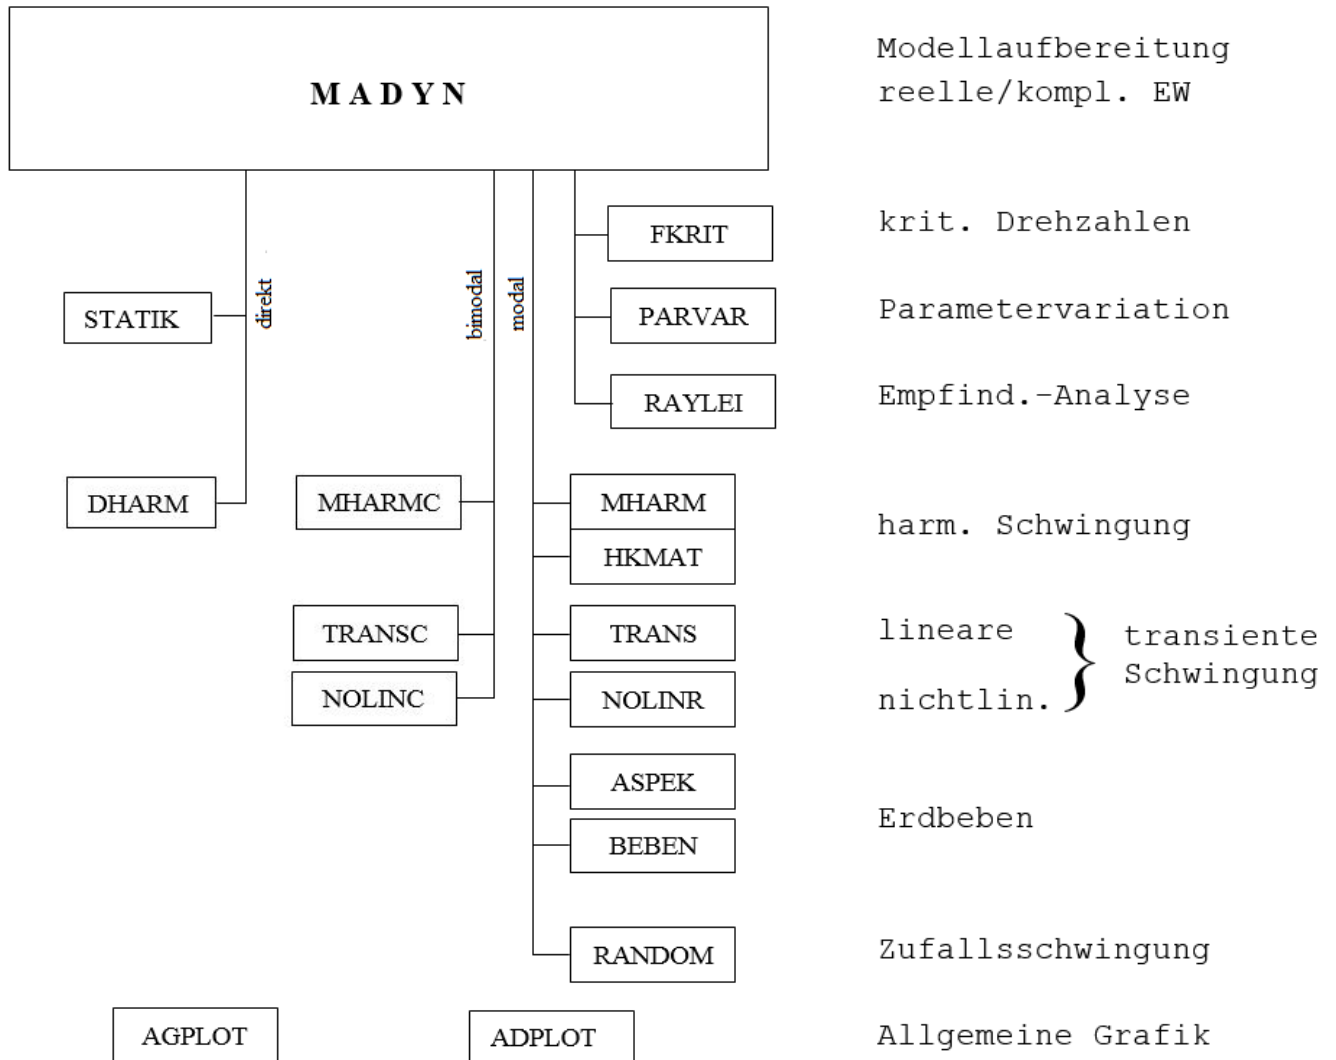 M A D Y N
Modellaufbereitung
reelle/kompl. EW
FKRIT
krit. Drehzahlen
direkt
bimodal
modal
STATIK
PARVAR
Parametervariation
RAYLEI
Empfind.-Analyse
DHARM
MHARMC
MHARM
HKMAT
harm. Schwingung
TRANSC
TRANS
lineare
transiente
Schwingung
NOLINC
NOLINR
nichtlin.
ASPEK
BEBEN
Erdbeben
RANDOM
Zufallsschwingung
AGPLOT
ADPLOT
Allgemeine Grafik